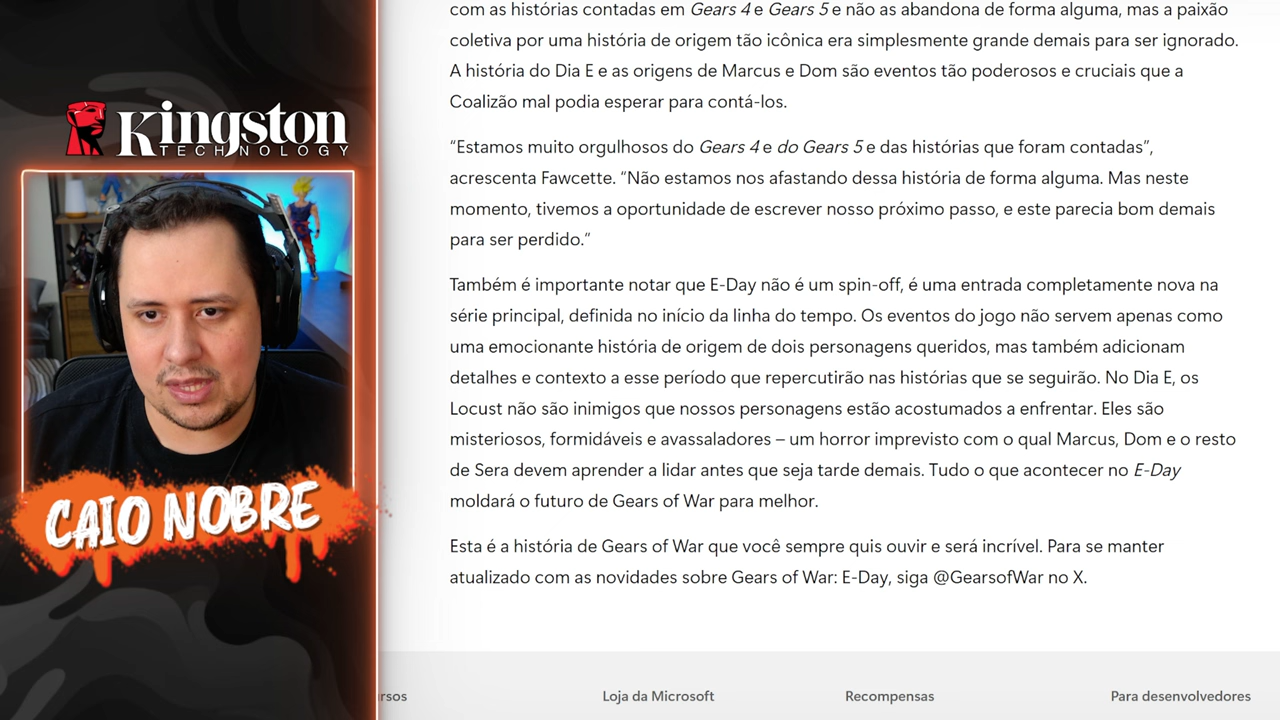 Kingston
TECHNOLOGY
CAIO NOBRE
com as histórias contadas em Gears 4 e Gears 5 e não as abandona de forma alguma, mas a paixão
coletiva por uma história de origem tão icônica era simplesmente grande demais para ser ignorado.
A história do Dia E e as origens de Marcus e Dom são eventos tão poderosos e cruciais que a
Coalizão mal podia esperar para contá-los.
“Estamos muito orgulhosos do Gears 4 e do Gears 5 e das histórias que foram contadas”,
acrescenta Fawcette. “Não estamos nos afastando dessa história de forma alguma. Mas neste
momento, tivemos a oportunidade de escrever nosso próximo passo, e este parecia bom demais
para ser perdido.”
Também é importante notar que E-Day não é um spin-off, é uma entrada completamente nova na
série principal, definida no início da linha do tempo. Os eventos do jogo não servem apenas como
uma emocionante história de origem de dois personagens queridos, mas também adicionam
detalhes e contexto a esse período que repercutirão nas histórias que se seguirão. No Dia E, os
Locust não são inimigos que nossos personagens estão acostumados a enfrentar. Eles são
misteriosos, formidáveis e avassaladores – um horror imprevisto com o qual Marcus, Dom e o resto
de Sera devem aprender a lidar antes que seja tarde demais. Tudo o que acontecer no E-Day
moldará o futuro de Gears of War para melhor.
Esta é a história de Gears of War que você sempre quis ouvir e será incrível. Para se manter
atualizado com as novidades sobre Gears of War: E-Day, siga @GearsofWar no X.
rsos Loja da Microsoft Recompensas Para desenvolvedores